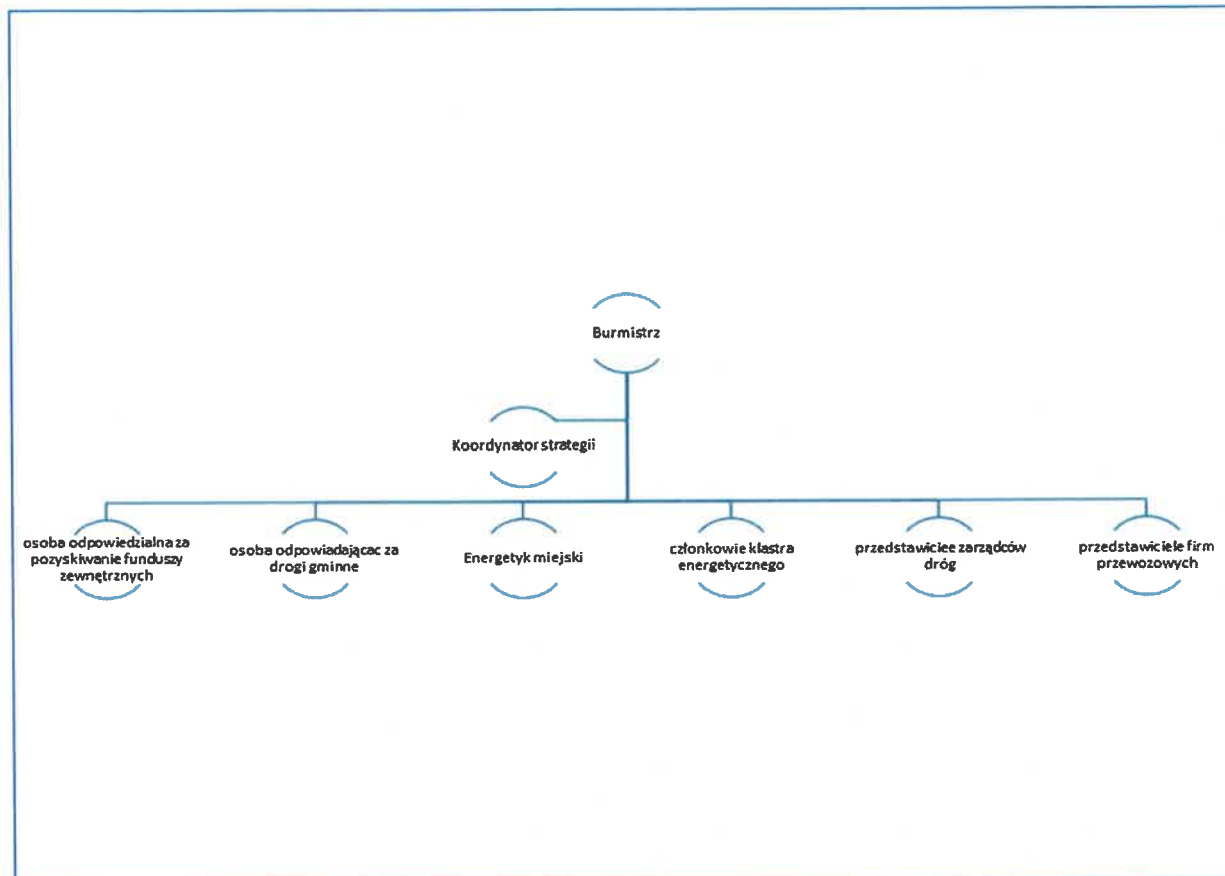 Burmistrz
Koordynator strategii
osoba odpowiedzialna za
pozyskiwanie funduszy
zewnętrznych
osoba odpowiadającac za
drogi gminne
Energetyk miejski
członkowie klastra
energetycznego
przedstawiciee zarządców
dróg
przedstawiciele firm
przewozowych